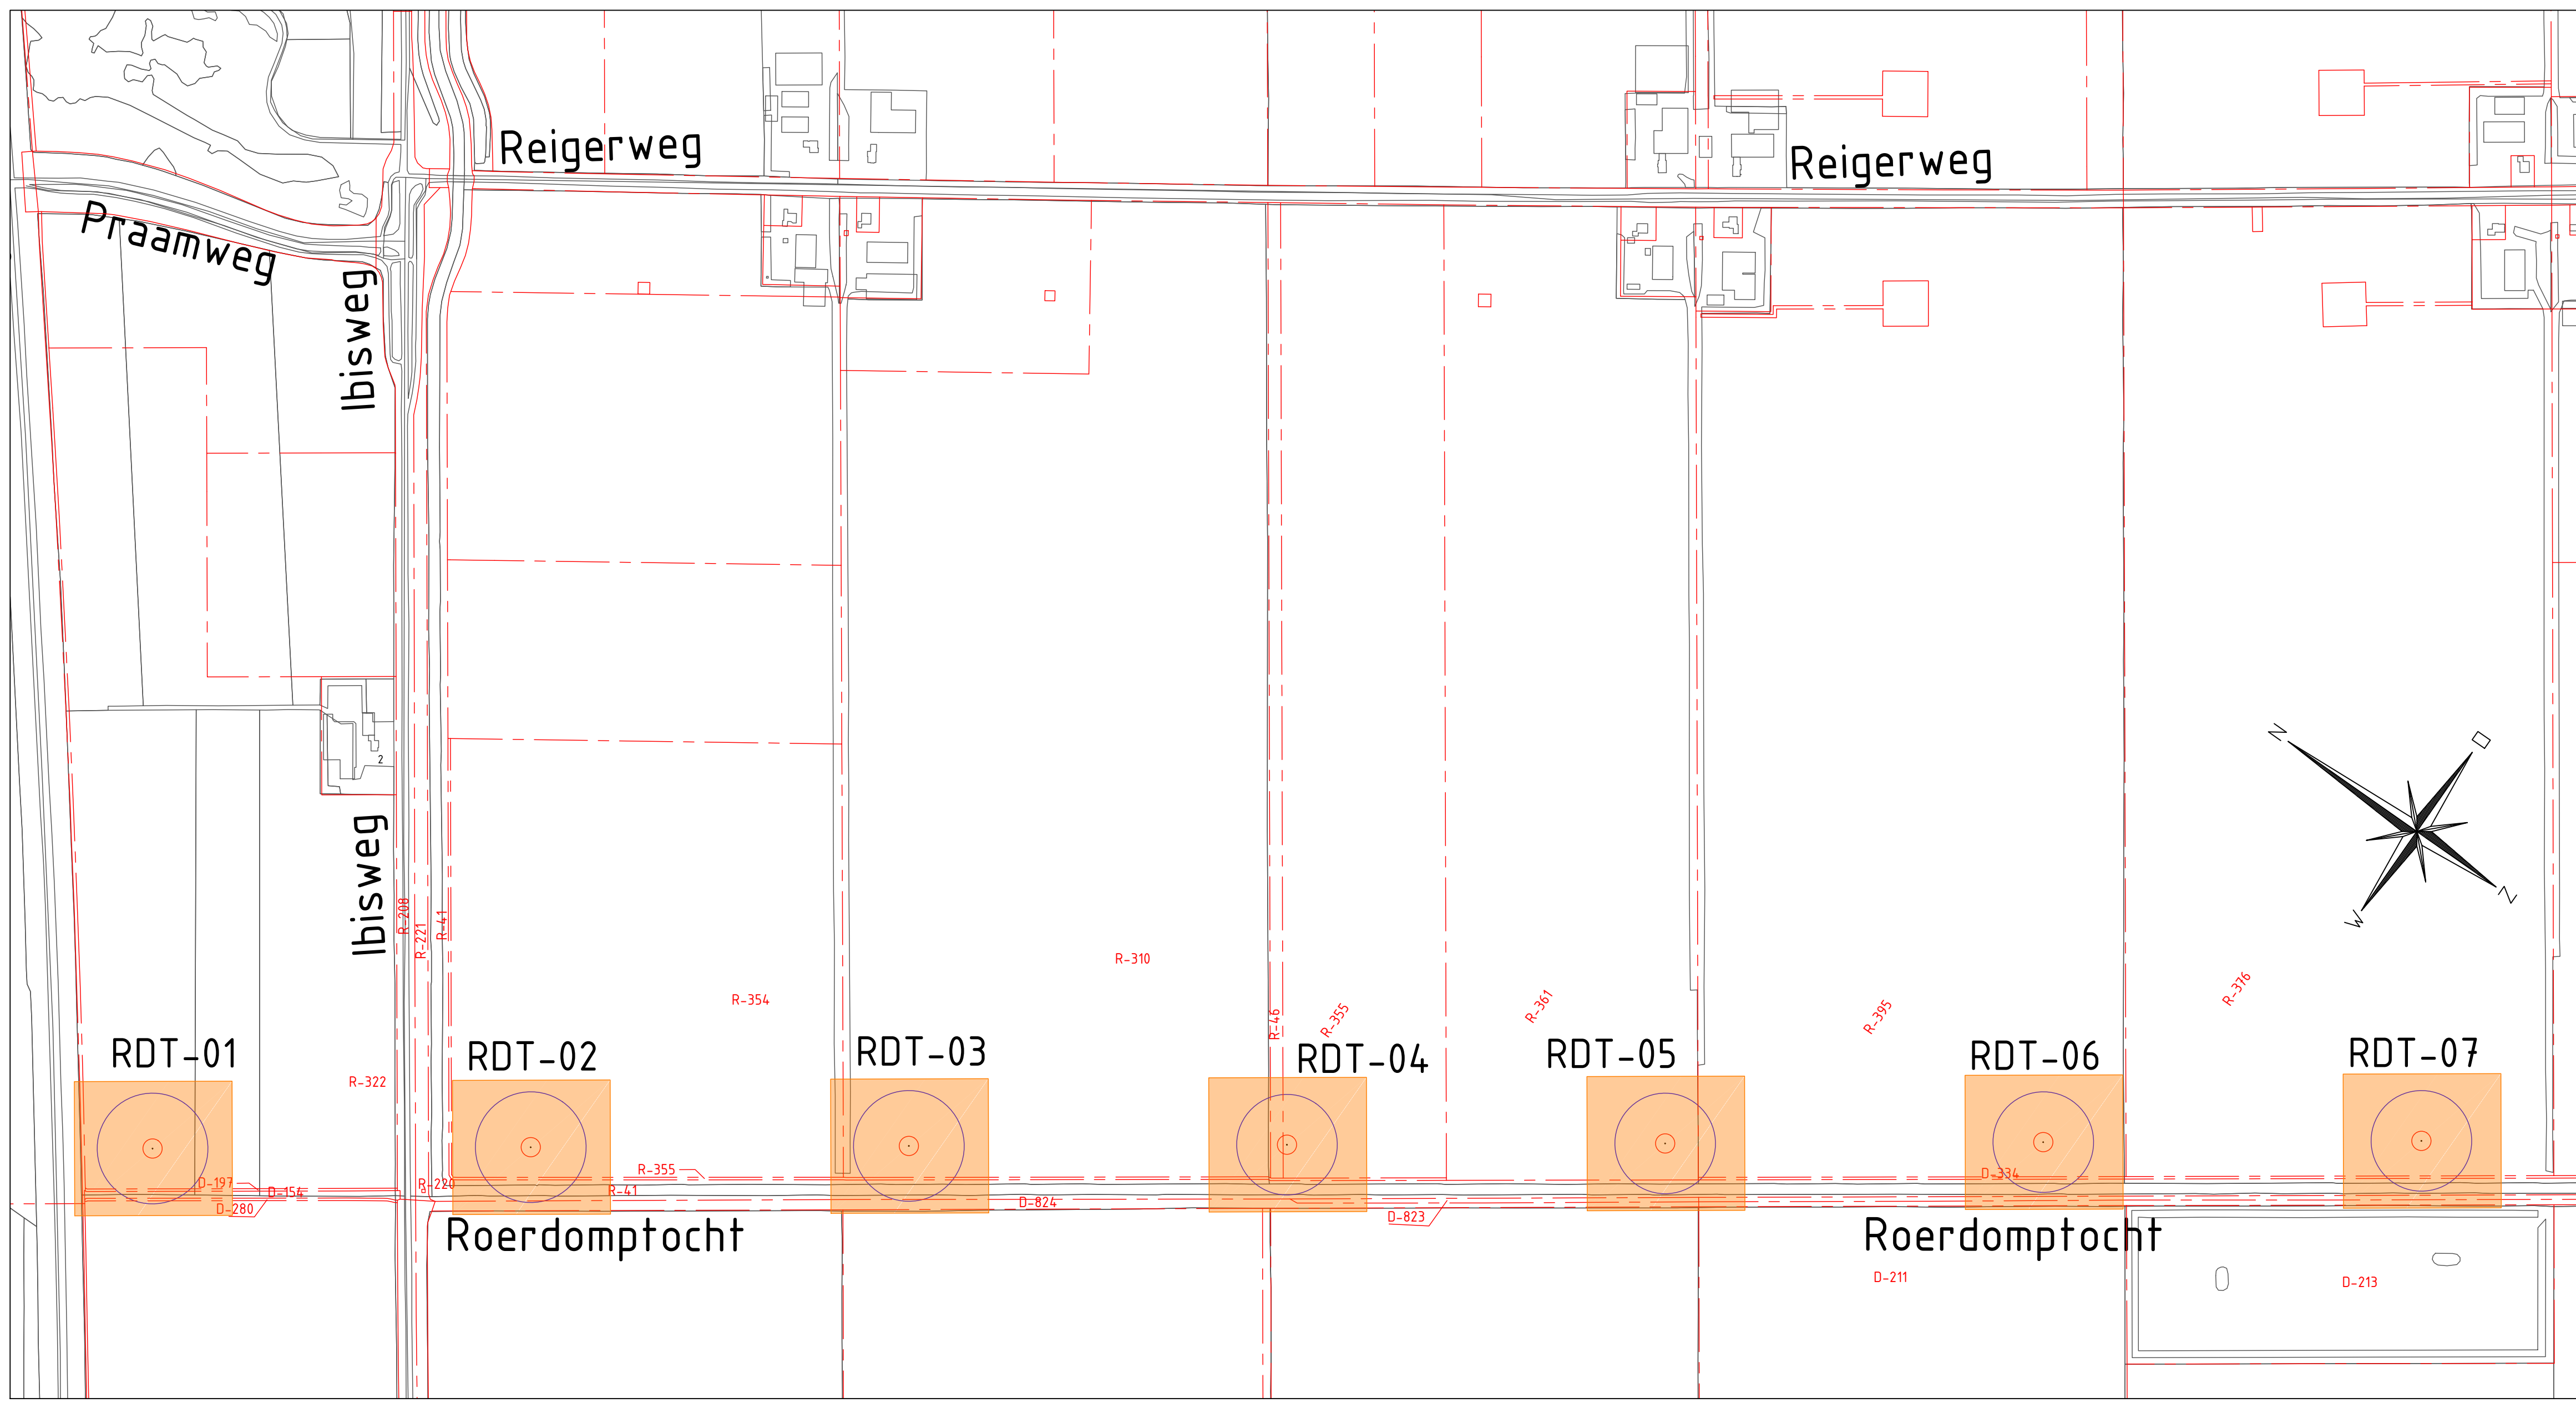 Reigerweg
Reigerweg
Praamweg
Ibisweg
2
N
O
W
Z
Ibisweg
R-208
R-221
R-41
R-310
R-354
R-46
R-355
R-361
R-395
R-376
RDT-01
RDT-02
RDT-03
RDT-04
RDT-05
RDT-06
RDT-07
R-322
D-197
D-154
D-280
R-220
R-355
R-41
D-824
D-823
D-334
Roerdomptocht
Roerdomptocht
D-211
D-213